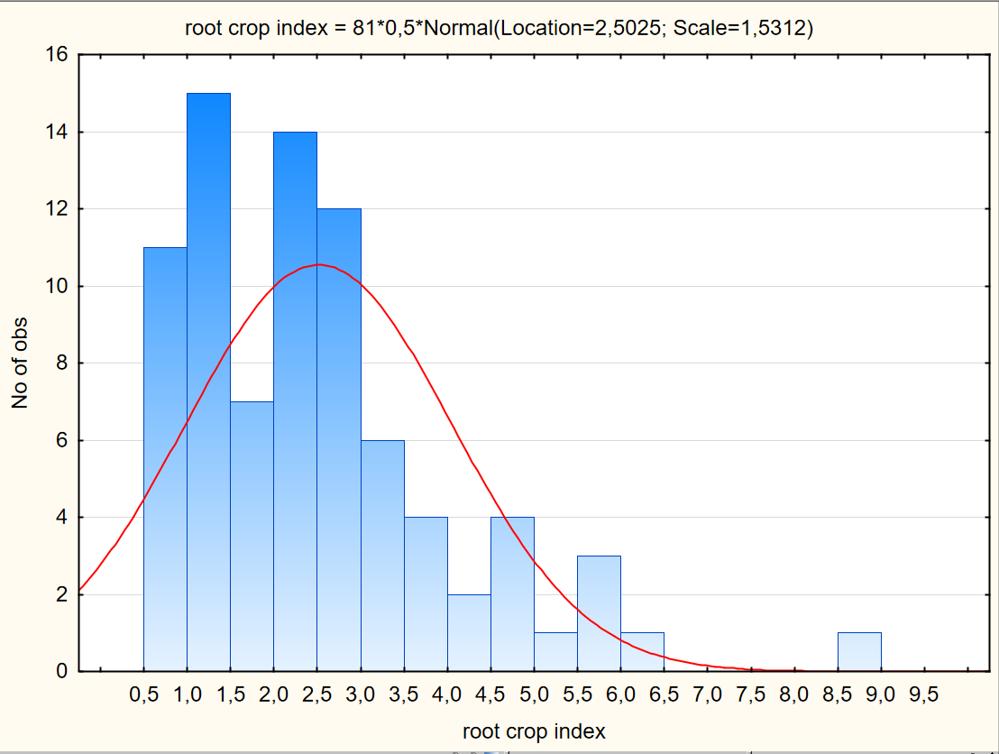 root crop index = 81*0,5*Normal(Location=2,5025; Scale=1,5312)
16
14
12
10
8
6
4
2
0
No of obs
0,5 1,0 1,5 2,0 2,5 3,0 3,5 4,0 4,5 5,0 5,5 6,0 6,5 7,0 7,5 8,0 8,5 9,0 9,5
root crop index